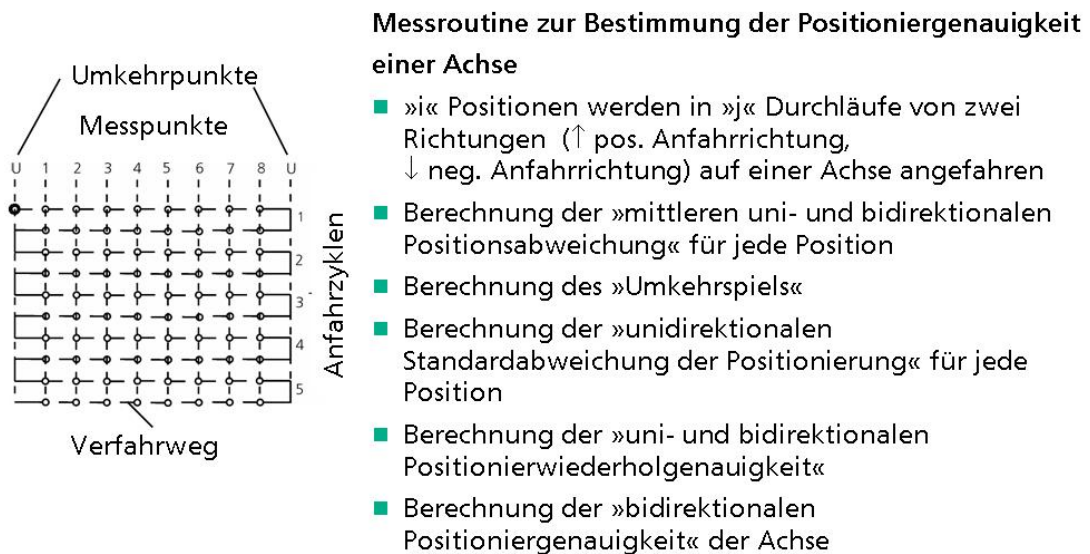 Messroutine zur Bestimmung der Positioniergenauigkeit
einer Achse
Umkehrpunkte
Messpunkte
U 1 2 3 4 5 6 7 8 U
1
2
3
4
5
Anfahrzyklen
Verfahrweg
»i« Positionen werden in »j« Durchläufe von zwei
Richtungen (↑ pos. Anfahrrichtung,
↓ neg. Anfahrrichtung) auf einer Achse angefahren
Berechnung der »mittleren uni- und bidirektionalen
Positionsabweichung« für jede Position
Berechnung des »Umkehrspiels«
Berechnung der »unidirektionalen
Standardabweichung der Positionierung« für jede
Position
Berechnung der »uni- und bidirektionalen
Positionierwiederholgenauigkeit«
Berechnung der »bidirektionalen
Positioniergenauigkeit« der Achse